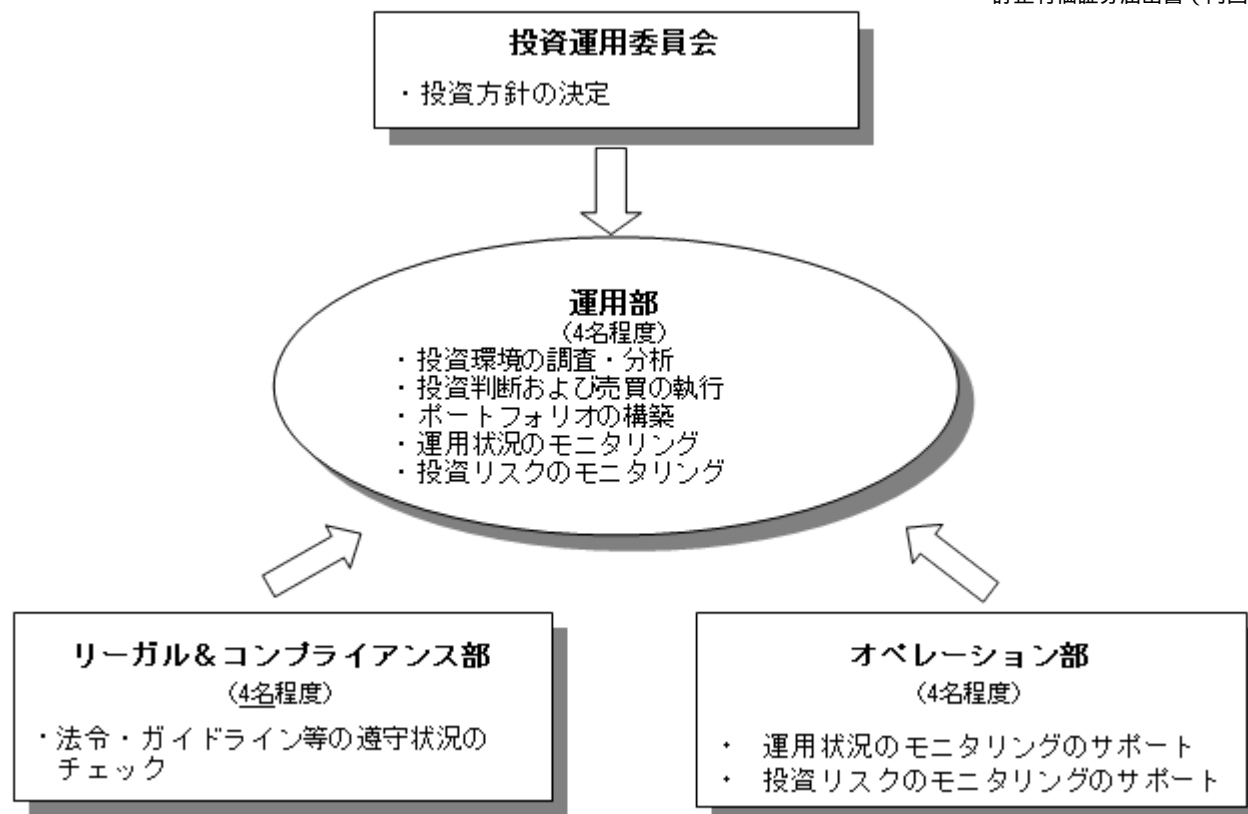 投資運用委員会
・投資方針の決定
運用部
(4名程度)
・投資環境の調査・分析
・投資判断および売買の執行
・ポートフォリオの構築
・運用状況のモニタリング
・投資リスクのモニタリング
リーガル&コンプライアンス部
(4名程度)
・法令・ガイドライン等の遵守状況の
チェック
オペレーション部
(4名程度)
・ 運用状況のモニタリングのサポート
・ 投資リスクのモニタリングのサポート